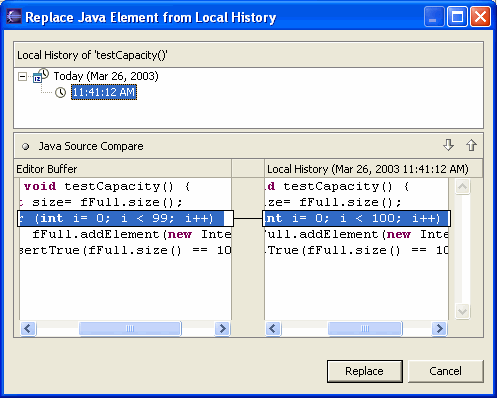 Replace Java Element from Local History
Local History of 'testCapacity()'
Today (Mar 26, 2003)
11:41:12 AM
Java Source Compare
Editor Buffer
void testCapacity() {
size= fFull.size();
(int i= 0; i < 99; i++)
fFull.addElement(new Inte
sertTrue(fFull.size() == 10
Local History (Mar 26, 2003 11:41:12 AM)
d testCapacity() {
size= fFull.size();
nt i= 0; i < 100; i++)
ull.addElement(new Inte
True(fFull.size() == 10
Replace
Cancel